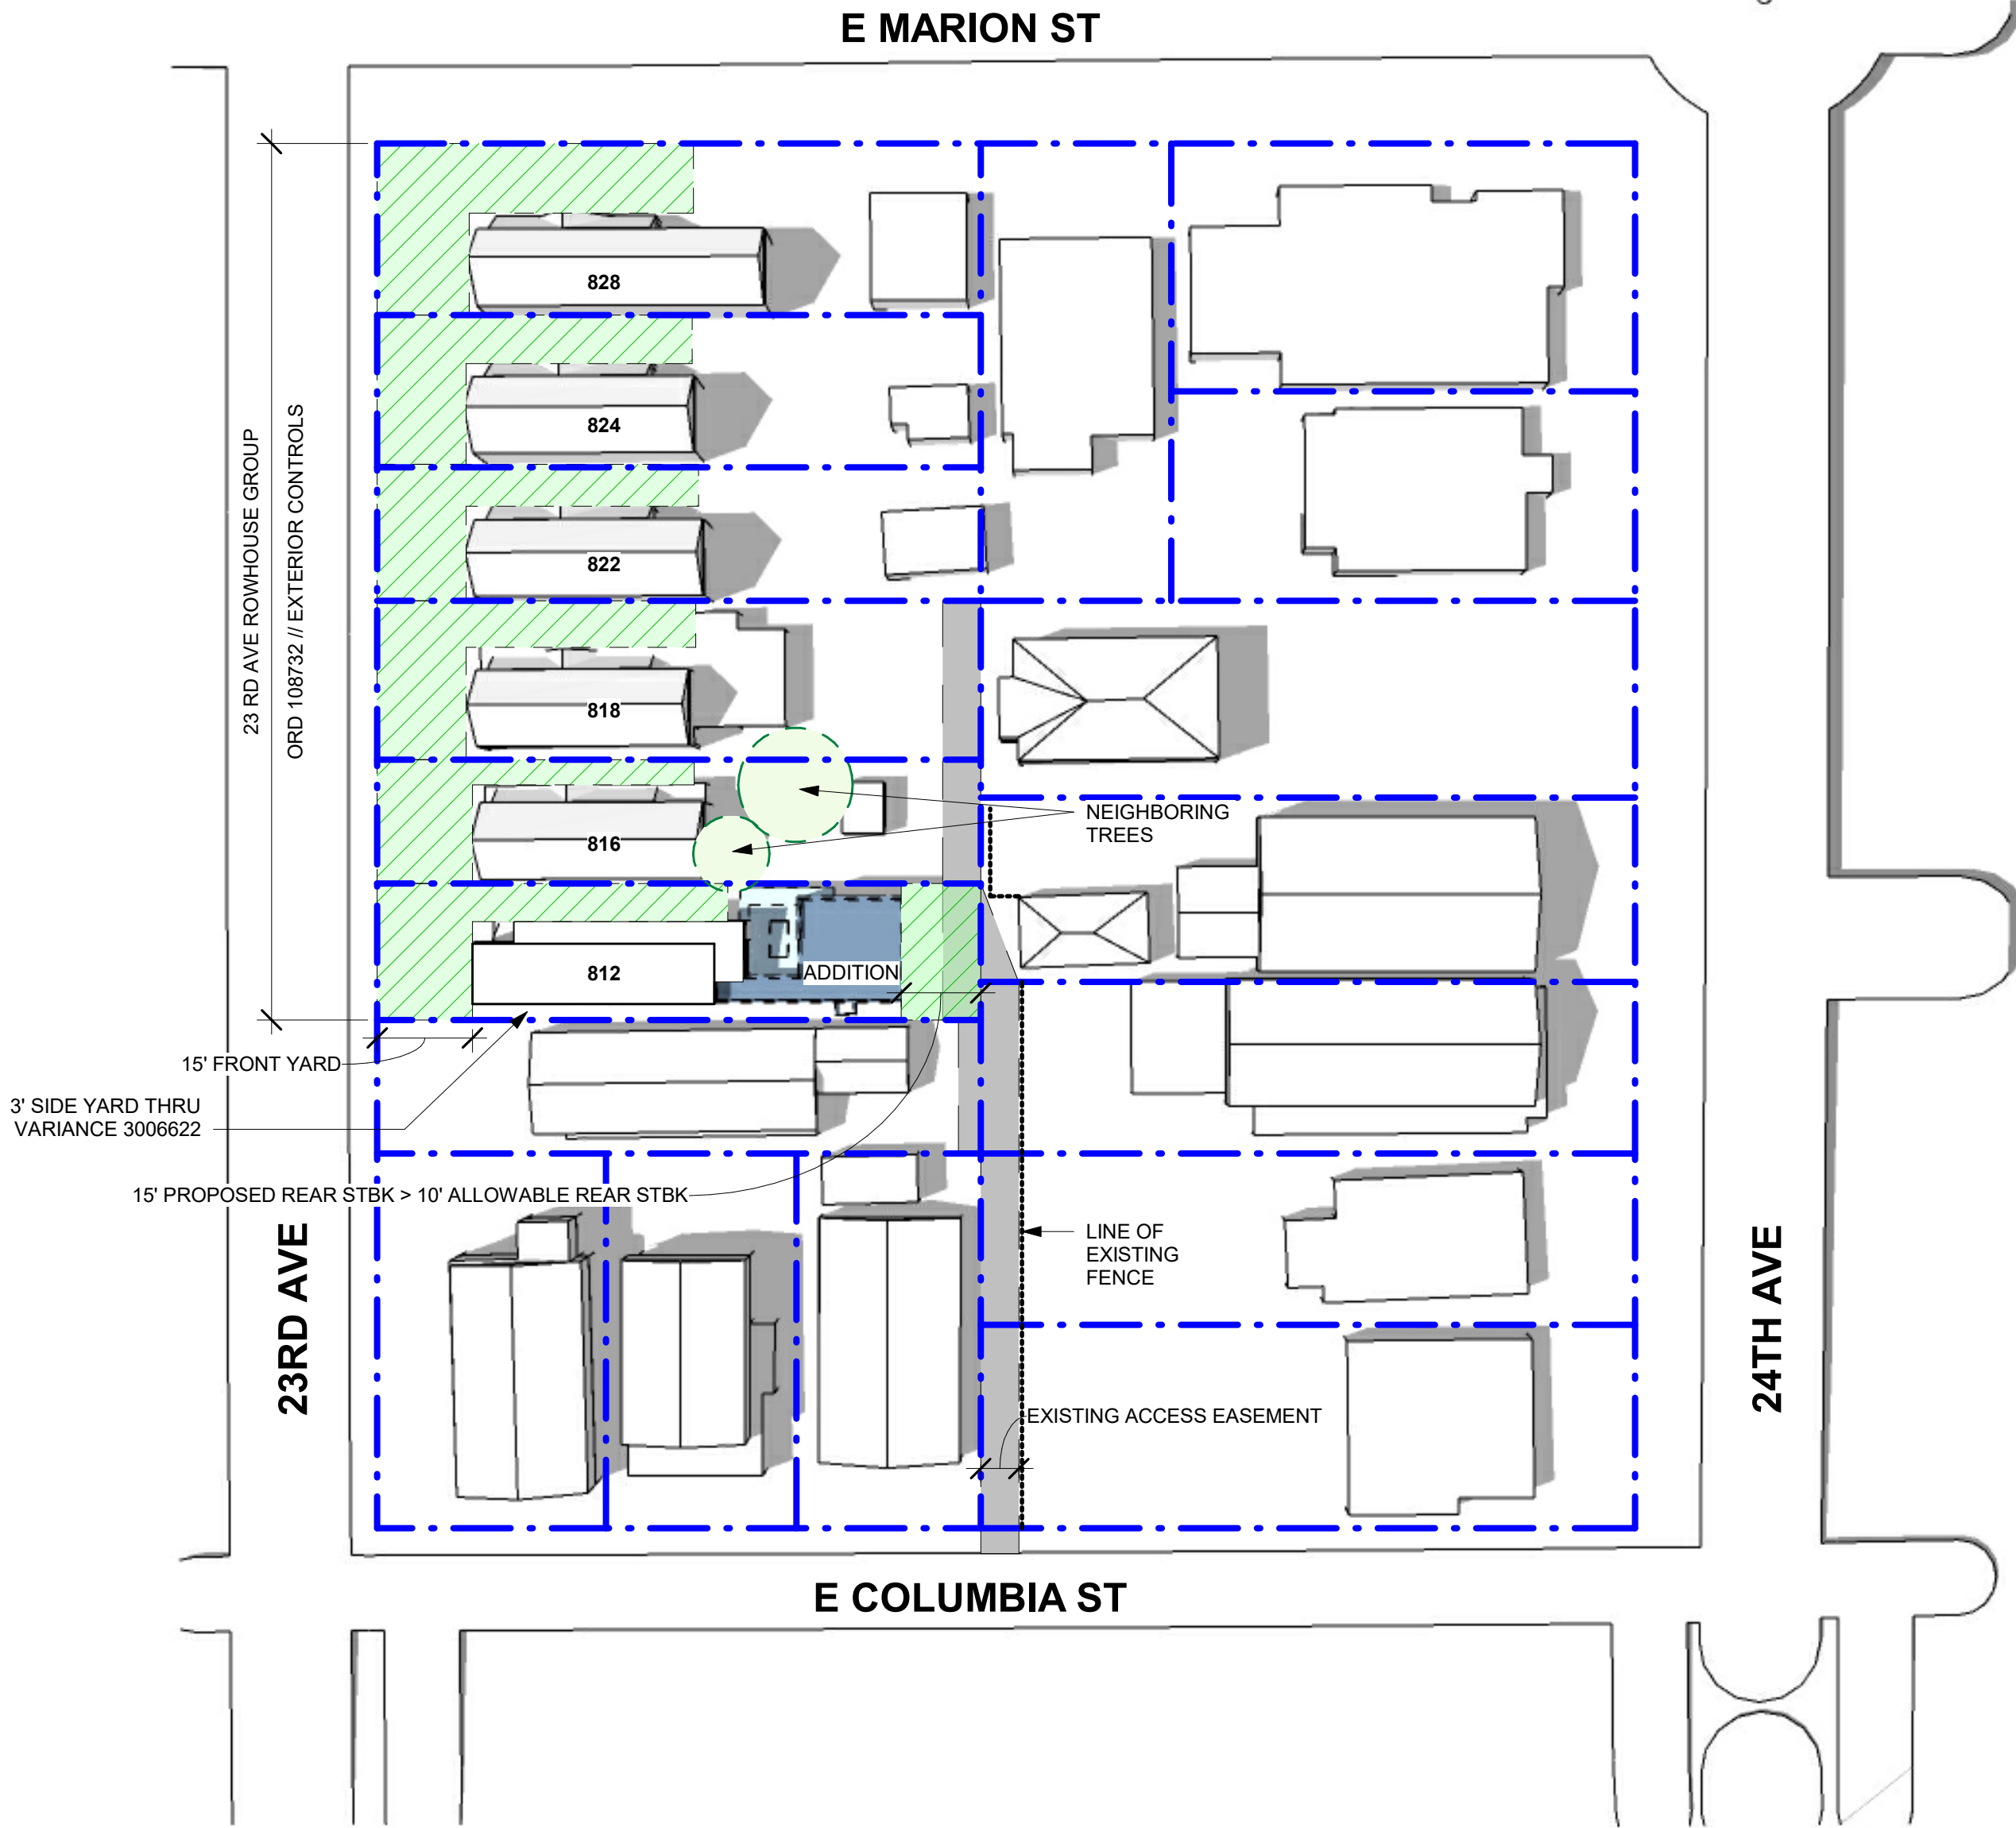 E MARION ST
23 RD AVE ROWHOUSE GROUP
ORD 108732 // EXTERIOR CONTROLS
828
824
822
818
816
NEIGHBORING
TREES
812
ADDITION
15' FRONT YARD
3' SIDE YARD THRU
VARIANCE 3006622
15' PROPOSED REAR STBK > 10' ALLOWABLE REAR STBK
LINE OF
EXISTING
FENCE
23RD AVE
24TH AVE
EXISTING ACCESS EASEMENT
E COLUMBIA ST